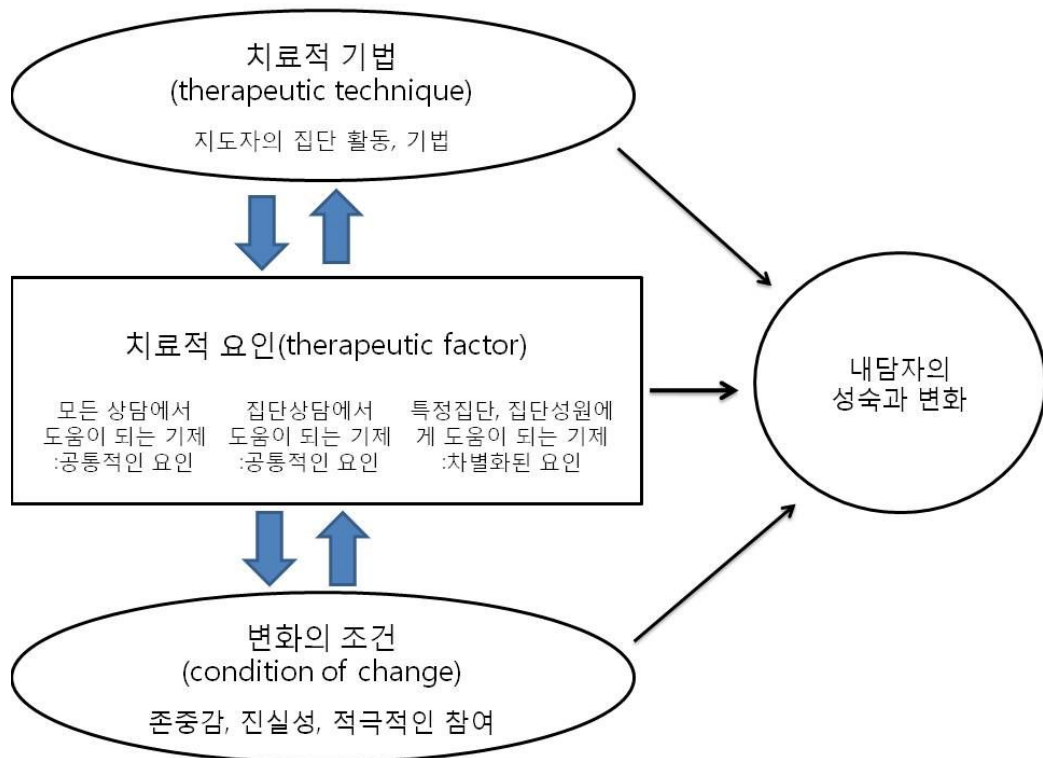 치료적 기법
(therapeutic technique)
지도자의 집단 활동, 기법
치료적 요인(therapeutic factor)
모든 상담에서
도움이 되는 기제
:공통적인 요인
집단상담에서
도움이 되는 기제
:공통적인 요인
특정집단, 집단성원에
게 도움이 되는 기제
:차별화된 요인
내담자의
성숙과 변화
변화의 조건
(condition of change)
존중감, 진실성, 적극적인 참여